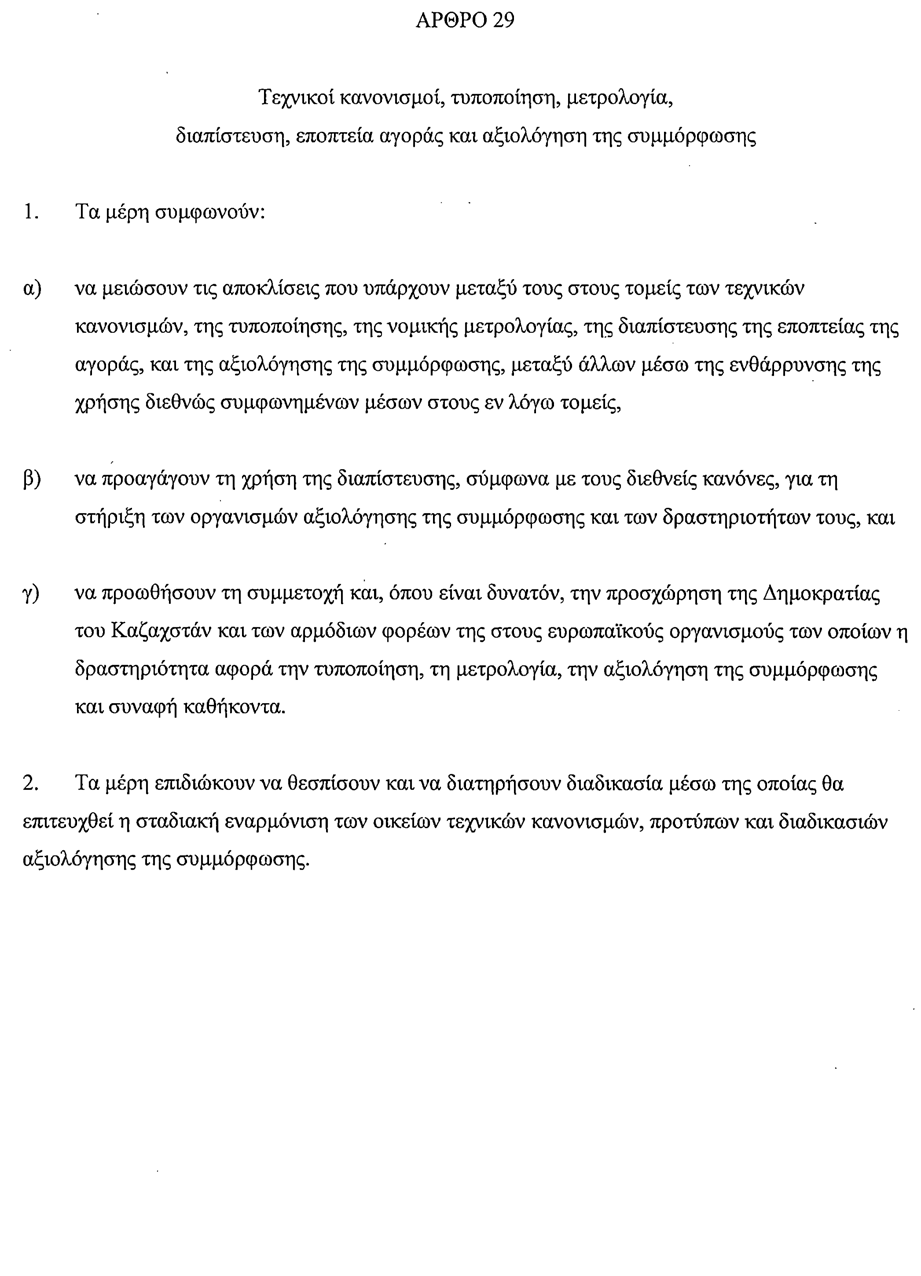 ΑΡΘΡΟ 29
Τεχνικοί κανονισμοί, τυποποίηση, μετρολογία,
διαπίστευση, εποπτεία αγοράς και αξιολόγηση της συμμόρφωσης
1. Τα μέρη συμφωνούν:
α) να μειώσουν τις αποκλίσεις που υπάρχουν μεταξύ τους στους τομείς των τεχνικών
κανονισμών, της τυποποίησης, της νομικής μετρολογίας, της διαπίστευσης της εποπτείας της
αγοράς, και της αξιολόγησης της συμμόρφωσης, μεταξύ άλλων μέσω της ενθάρρυνσης της
χρήσης διεθνώς συμφωνημένων μέσων στους εν λόγω τομείς,
β) να προαγάγουν τη χρήση της διαπίστευσης, σύμφωνα με τους διεθνείς κανόνες, για τη
στήριξη των οργανισμών αξιολόγησης της συμμόρφωσης και των δραστηριοτήτων τους, και
γ) να προωθήσουν τη συμμετοχή και, όπου είναι δυνατόν, την προσχώρηση της Δημοκρατίας
του Καζαχστάν και των αρμόδιων φορέων της στους ευρωπαϊκούς οργανισμούς των οποίων η
δραστηριότητα αφορά την τυποποίηση, τη μετρολογία, την αξιολόγηση της συμμόρφωσης
και συναφή καθήκοντα.
2. Τα μέρη επιδιώκουν να θεσπίσουν και να διατηρήσουν διαδικασία μέσω της οποίας θα
επιτευχθεί η σταδιακή εναρμόνιση των οικείων τεχνικών κανονισμών, προτύπων και διαδικασιών
αξιολόγησης της συμμόρφωσης.